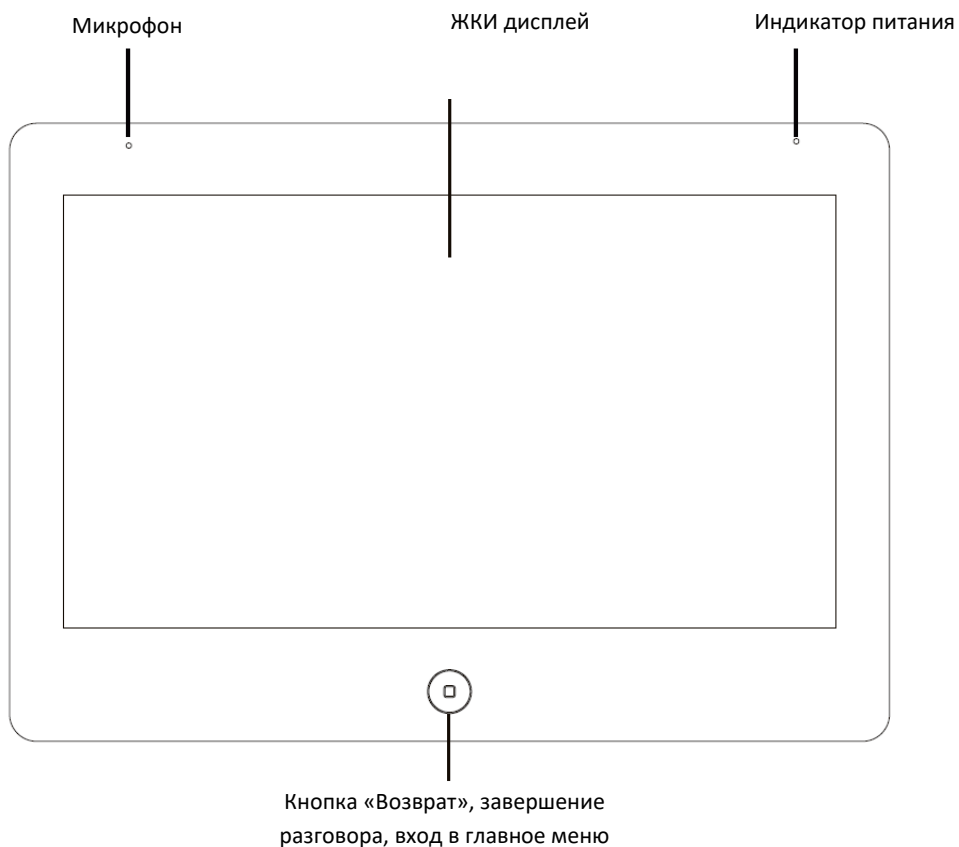 Микрофон
ЖКИ дисплей
Индикатор питания
Кнопка «Возврат», завершение
разговора, вход в главное меню